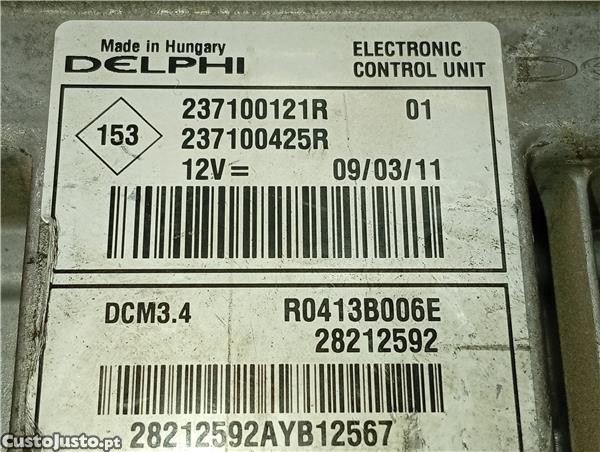 Made in Hungary
DELPHI
ELECTRONIC
CONTROL UNIT
153
237100121R 01
237100425R
12V= 09/03/11
DCM3.4 R0413B006E
28212592
28212592AYB12567
CustoJusto.pt